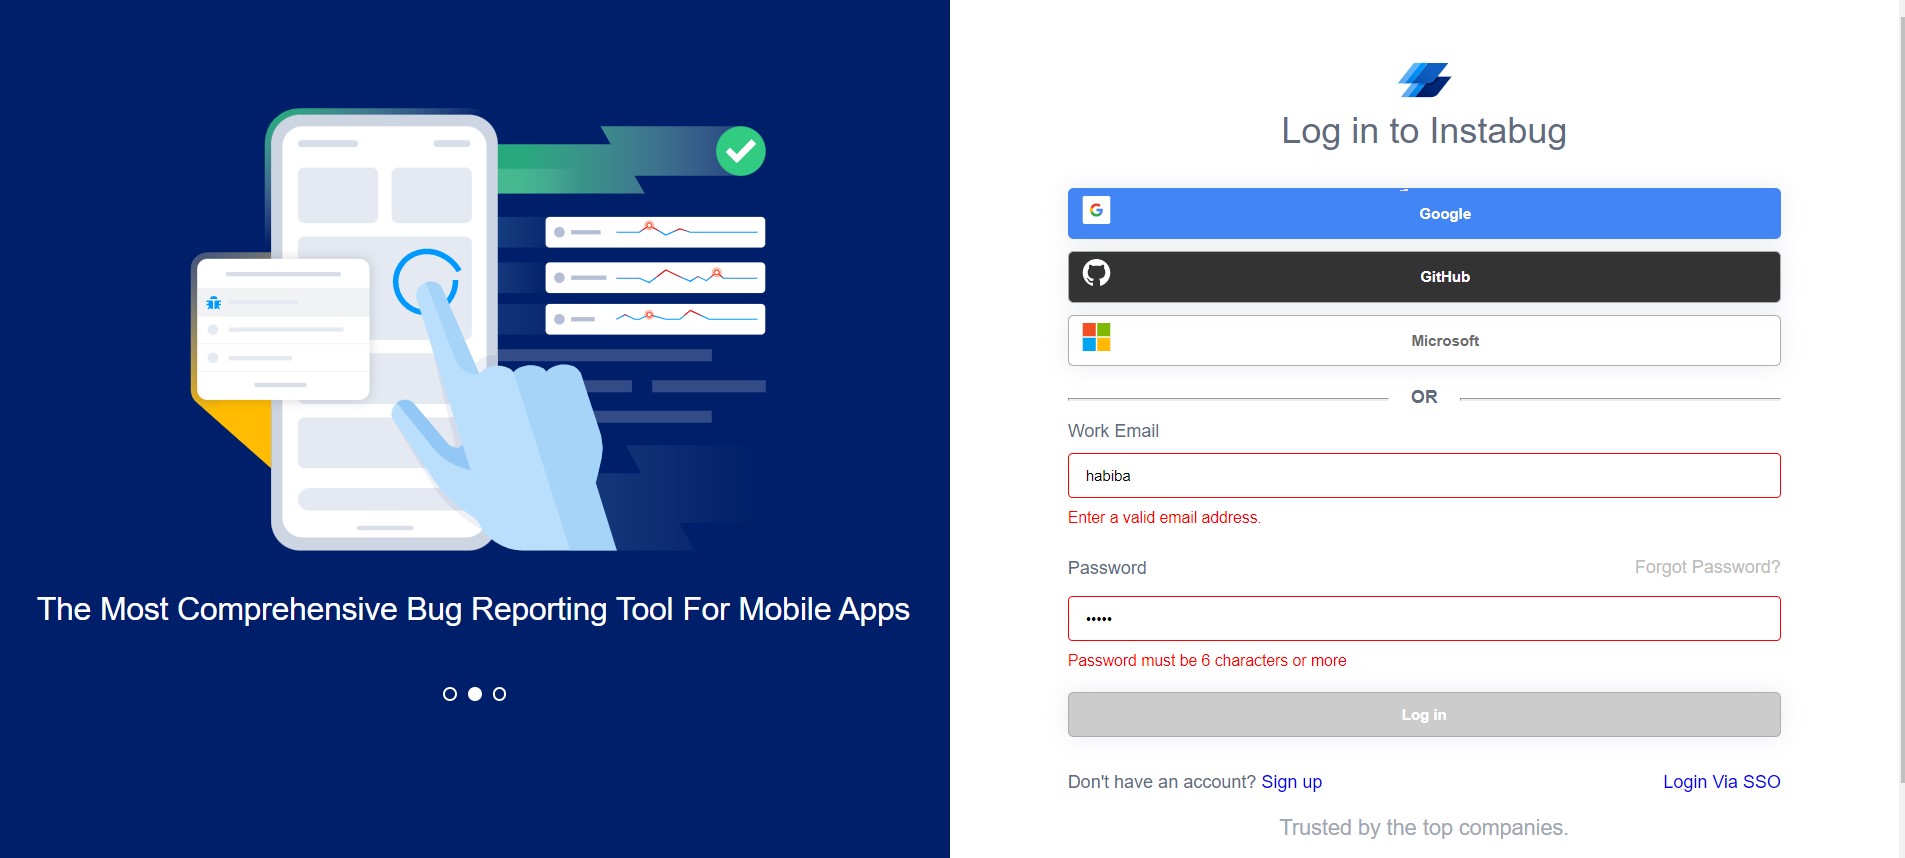 The Most Comprehensive Bug Reporting Tool For Mobile Apps
Log in to Instabug
Google
GitHub
Microsoft
OR
Work Email
habiba
Enter a valid email address.
Password
Forgot Password?
•••••
Password must be 6 characters or more
Log in
Don't have an account? Sign up
Login Via SSO
Trusted by the top companies.